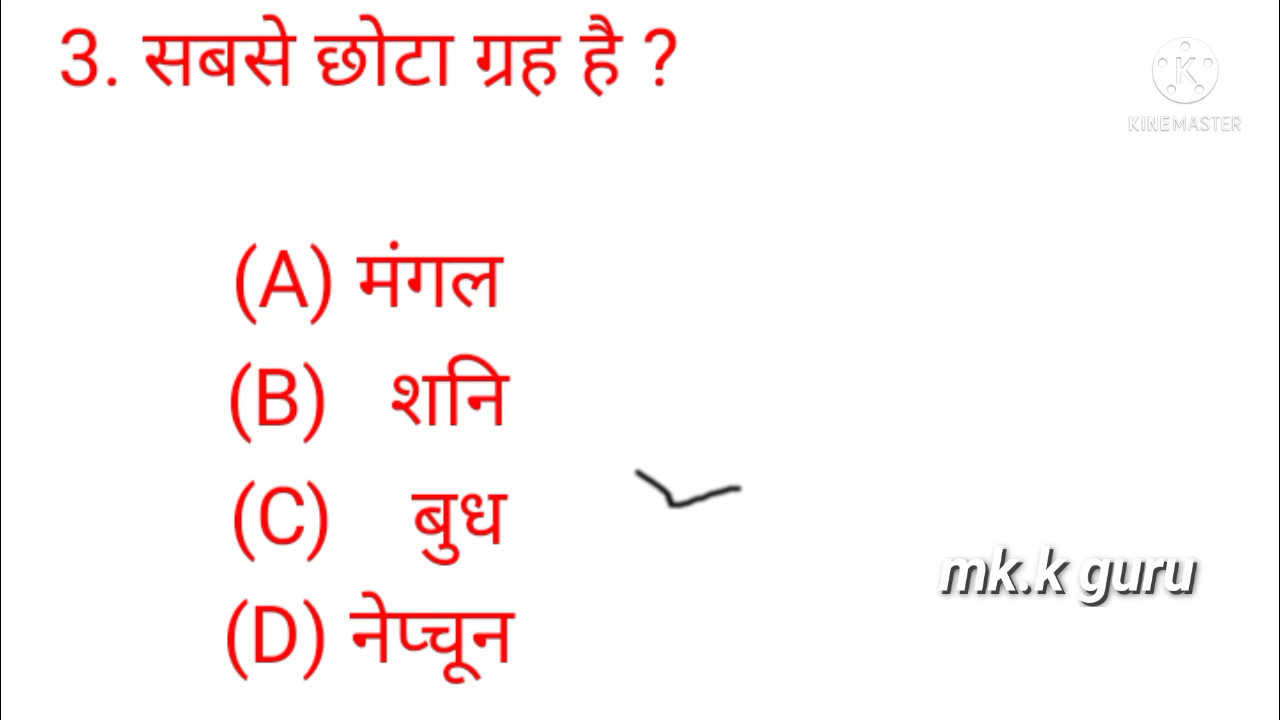 3. सबसे छोटा ग्रह है ?
KINEMASTER
(A) मंगल
(B) शनि
(C) बुध
mk.k guru
(D) नेप्चून